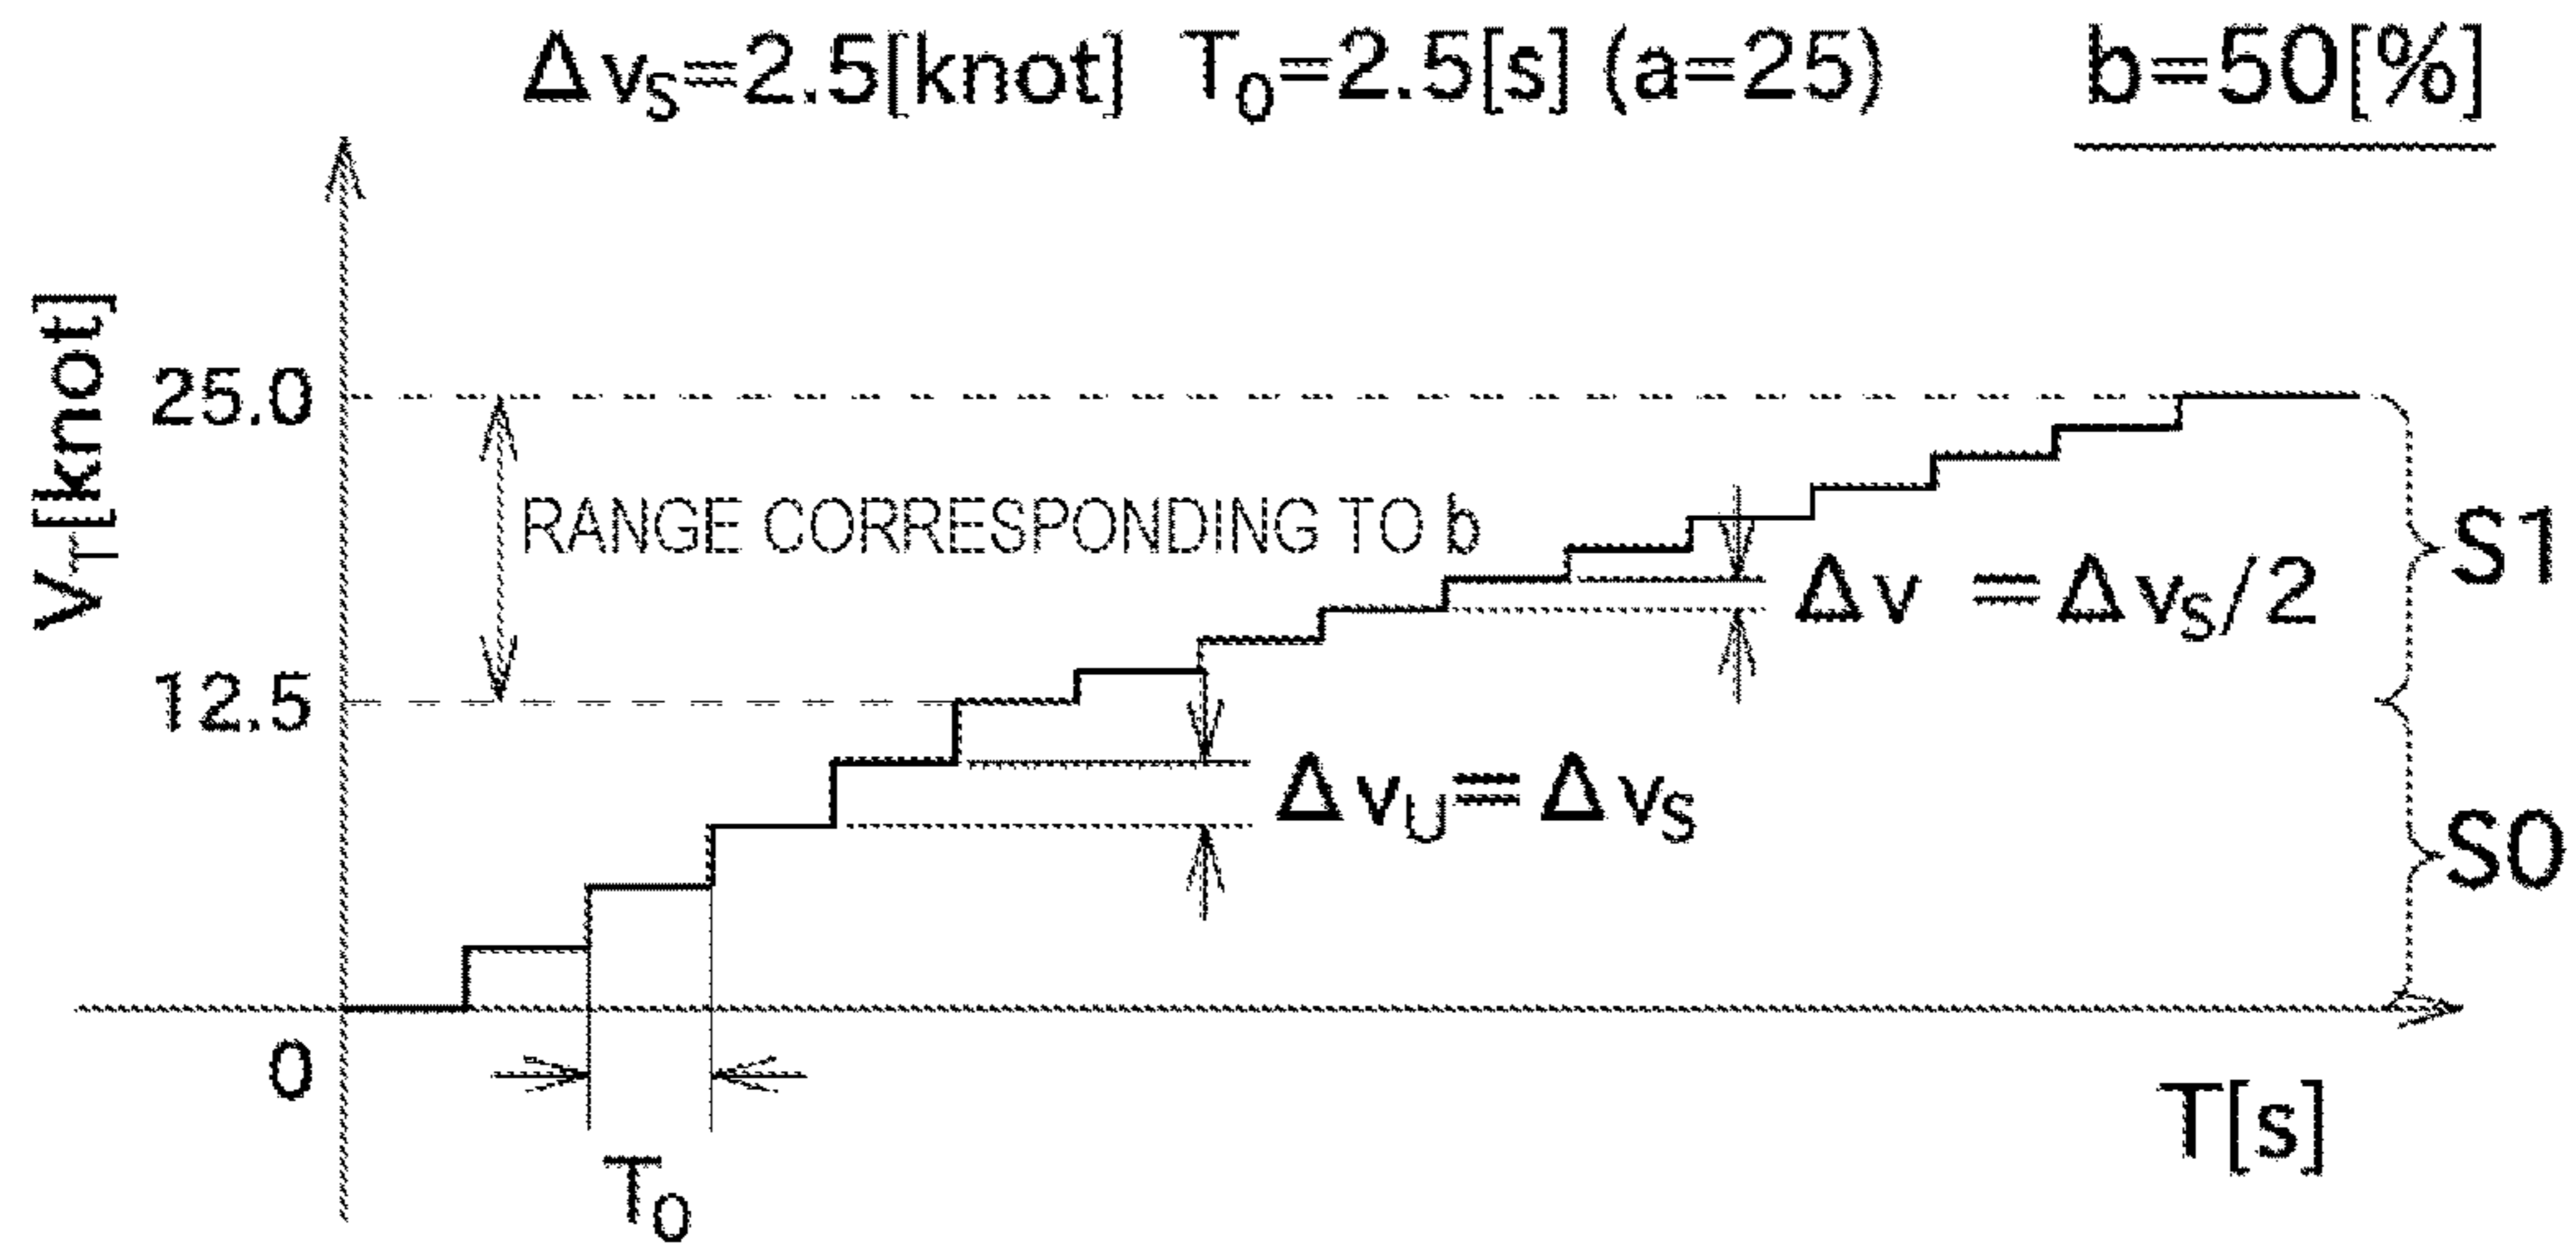 Δv_S=2.5[knot] T_0=2.5[s] (a=25) b=50[%]
V_T[knot]
25.0
RANGE CORRESPONDING TO b
S1
Δv =Δv_S/2
12.5
Δv_U=Δv_S
S0
0
T[s]
T_0